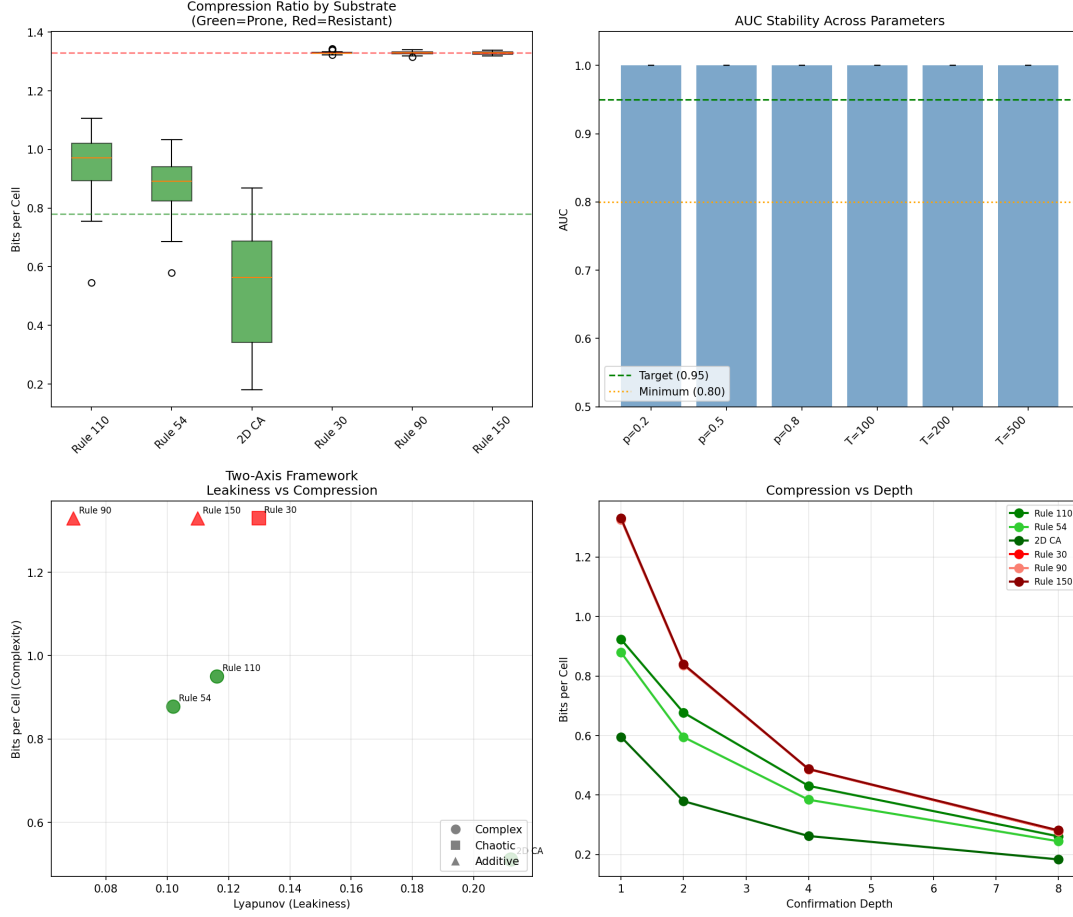 Compression Ratio by Substrate
(Green=Prone, Red=Resistant)
Bits per Cell
1.4
1.2
1.0
0.8
0.6
0.4
0.2
Rule 110
Rule 54
2D CA
Rule 30
Rule 90
Rule 150
AUC Stability Across Parameters
AUC
1.0
0.9
0.8
0.7
0.6
0.5
Target (0.95)
Minimum (0.80)
p=0.2
p=0.5
p=0.8
T=100
T=200
T=500
Two-Axis Framework
Leakiness vs Compression
Bits per Cell (Complexity)
1.2
1.0
0.8
0.6
Rule 90
Rule 150
Rule 30
Rule 110
Rule 54
2D CA
Complex
Chaotic
Additive
0.08
0.10
0.12
0.14
0.16
0.18
0.20
Lyapunov (Leakiness)
Compression vs Depth
Bits per Cell
1.2
1.0
0.8
0.6
0.4
0.2
Rule 110
Rule 54
2D CA
Rule 30
Rule 90
Rule 150
1
2
3
4
5
6
7
8
Confirmation Depth